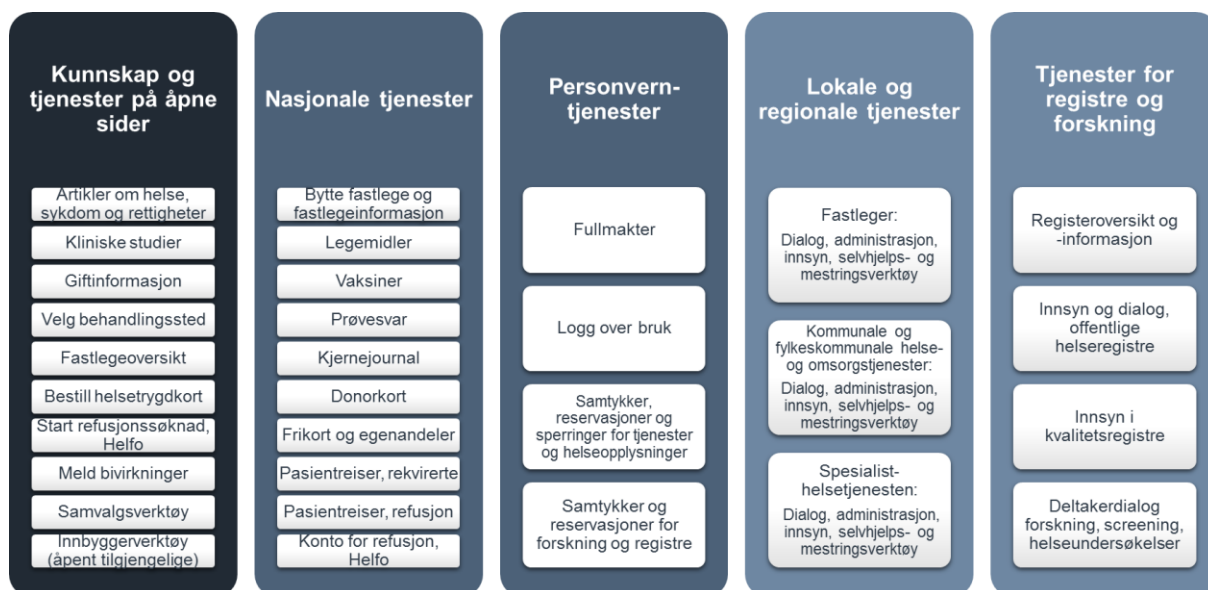 Kunnskap og
tjenester på åpne
sider
Artikler om helse,
sykdom og rettigheter
Kliniske studier
Giftinformasjon
Velg behandlingssted
Fastlegeoversikt
Bestill helsetrygdkort
Start refusjonssøknad,
Helfo
Meld bivirkninger
Samvalgsverktøy
Innbyggerverktøy
(åpent tilgjengelige)
Nasjonale tjenester
Bytte fastlege og
fastlegeinformasjon
Legemidler
Vaksiner
Prøvesvar
Kjernejournal
Donorkort
Frikort og egenandeler
Pasientreiser, rekvirerte
Pasientreiser, refusjon
Konto for refusjon,
Helfo
Personvern-
tjenester
Fullmakter
Logg over bruk
Samtykker,
reservasjoner og
sperringer for tjenester
og helseopplysninger
Samtykker og
reservasjoner for
forskning og registre
Lokale og
regionale tjenester
Fastleger:
Dialog, administrasjon,
innsyn, selvhjelps- og
mestringsverktøy
Kommunale og
fylkeskommunale helse-
og omsorgstjenester:
Dialog, administrasjon,
innsyn, selvhjelps- og
mestringsverktøy
Spesialist-
helsetjenesten:
Dialog, administrasjon,
innsyn, selvhjelps- og
mestringsverktøy
Tjenester for
registre og
forskning
Registeroversikt og
-informasjon
Innsyn og dialog,
offentlige
helseregistre
Innsyn i
kvalitetsregistre
Deltakerdialog
forskning, screening,
helseundersøkelser